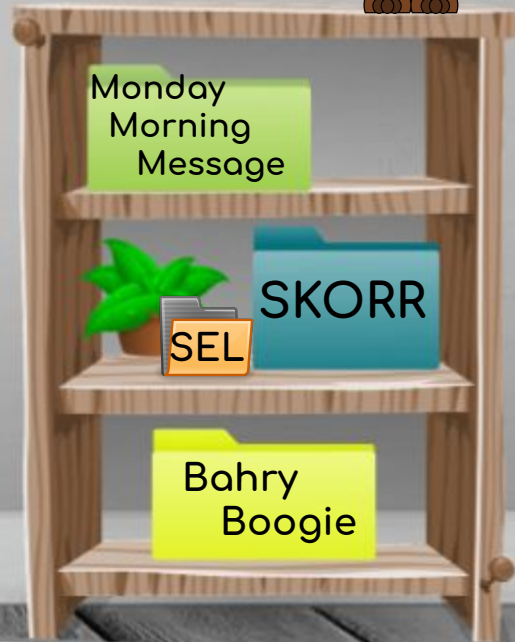 Monday
Morning
Message
SKORR
SEL
Bahry
Boogie